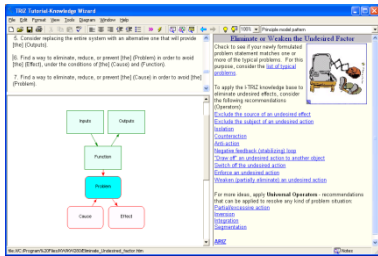 TRIZ Tutorial-Knowledge Wizard
File Edit Format View Tools Diagram Window Help
100%
Principle model pattern
5. Consider replacing the entire system with an alternative one that will provide
[the] (Outputs).
6. Find a way to eliminate, reduce, or prevent [the] (Problem) in order to avoid
[the] (Effect), under the conditions of [the] (Cause) and (Function).
7. Find a way to eliminate, reduce, or prevent [the] (Cause) in order to avoid [the]
(Problem).
Inputs
Outputs
Function
Problem
Cause
Effect
Eliminate or Weaken the Undesired Factor
Check to see if your newly formulated
problem statement matches one or
more of the typical problems. For this
purpose, consider the list of typical
problems
To apply the I-TRIZ knowledge base to
eliminate undesired effects, consider
the following recommendations
(Operators):
Exclude the source of an undesired effect
Exclude the subject of an undesired action
Isolation
Counteraction
Anti-action
Negative feedback (stabilizing) loop
"Draw off" an undesired action to another object
Switch off the undesired action
Enforce an undesired action
Weaken (partially eliminate) an undesired action
For more ideas, apply Universal Operators - recommendations
that can be applied to resolve any kind of problem situation:
Partial/excessive action
Inversion
Integration
Segmentation
ARIZ
Notes